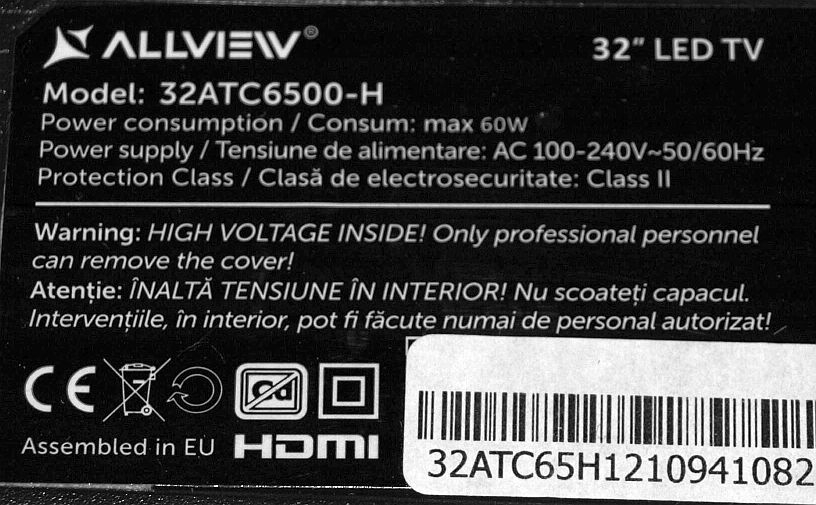 ALLVIEW®
32" LED TV
Model: 32ATC6500-H
Power consumption / Consum: max 60W
Power supply / Tensiune de alimentare: AC 100-240V~50/60Hz
Protection Class / Clasă de electrosecuritate: Class II
Warning: HIGH VOLTAGE INSIDE! Only professional personnel
can remove the cover!
Atenție: ÎNALTĂ TENSIUNE ÎN INTERIOR! Nu scoateți capacul.
Intervențiile, în interior, pot fi făcute numai de personal autorizat!
CE Pb
Assembled in EU HDMI
32ATC65H1210941082